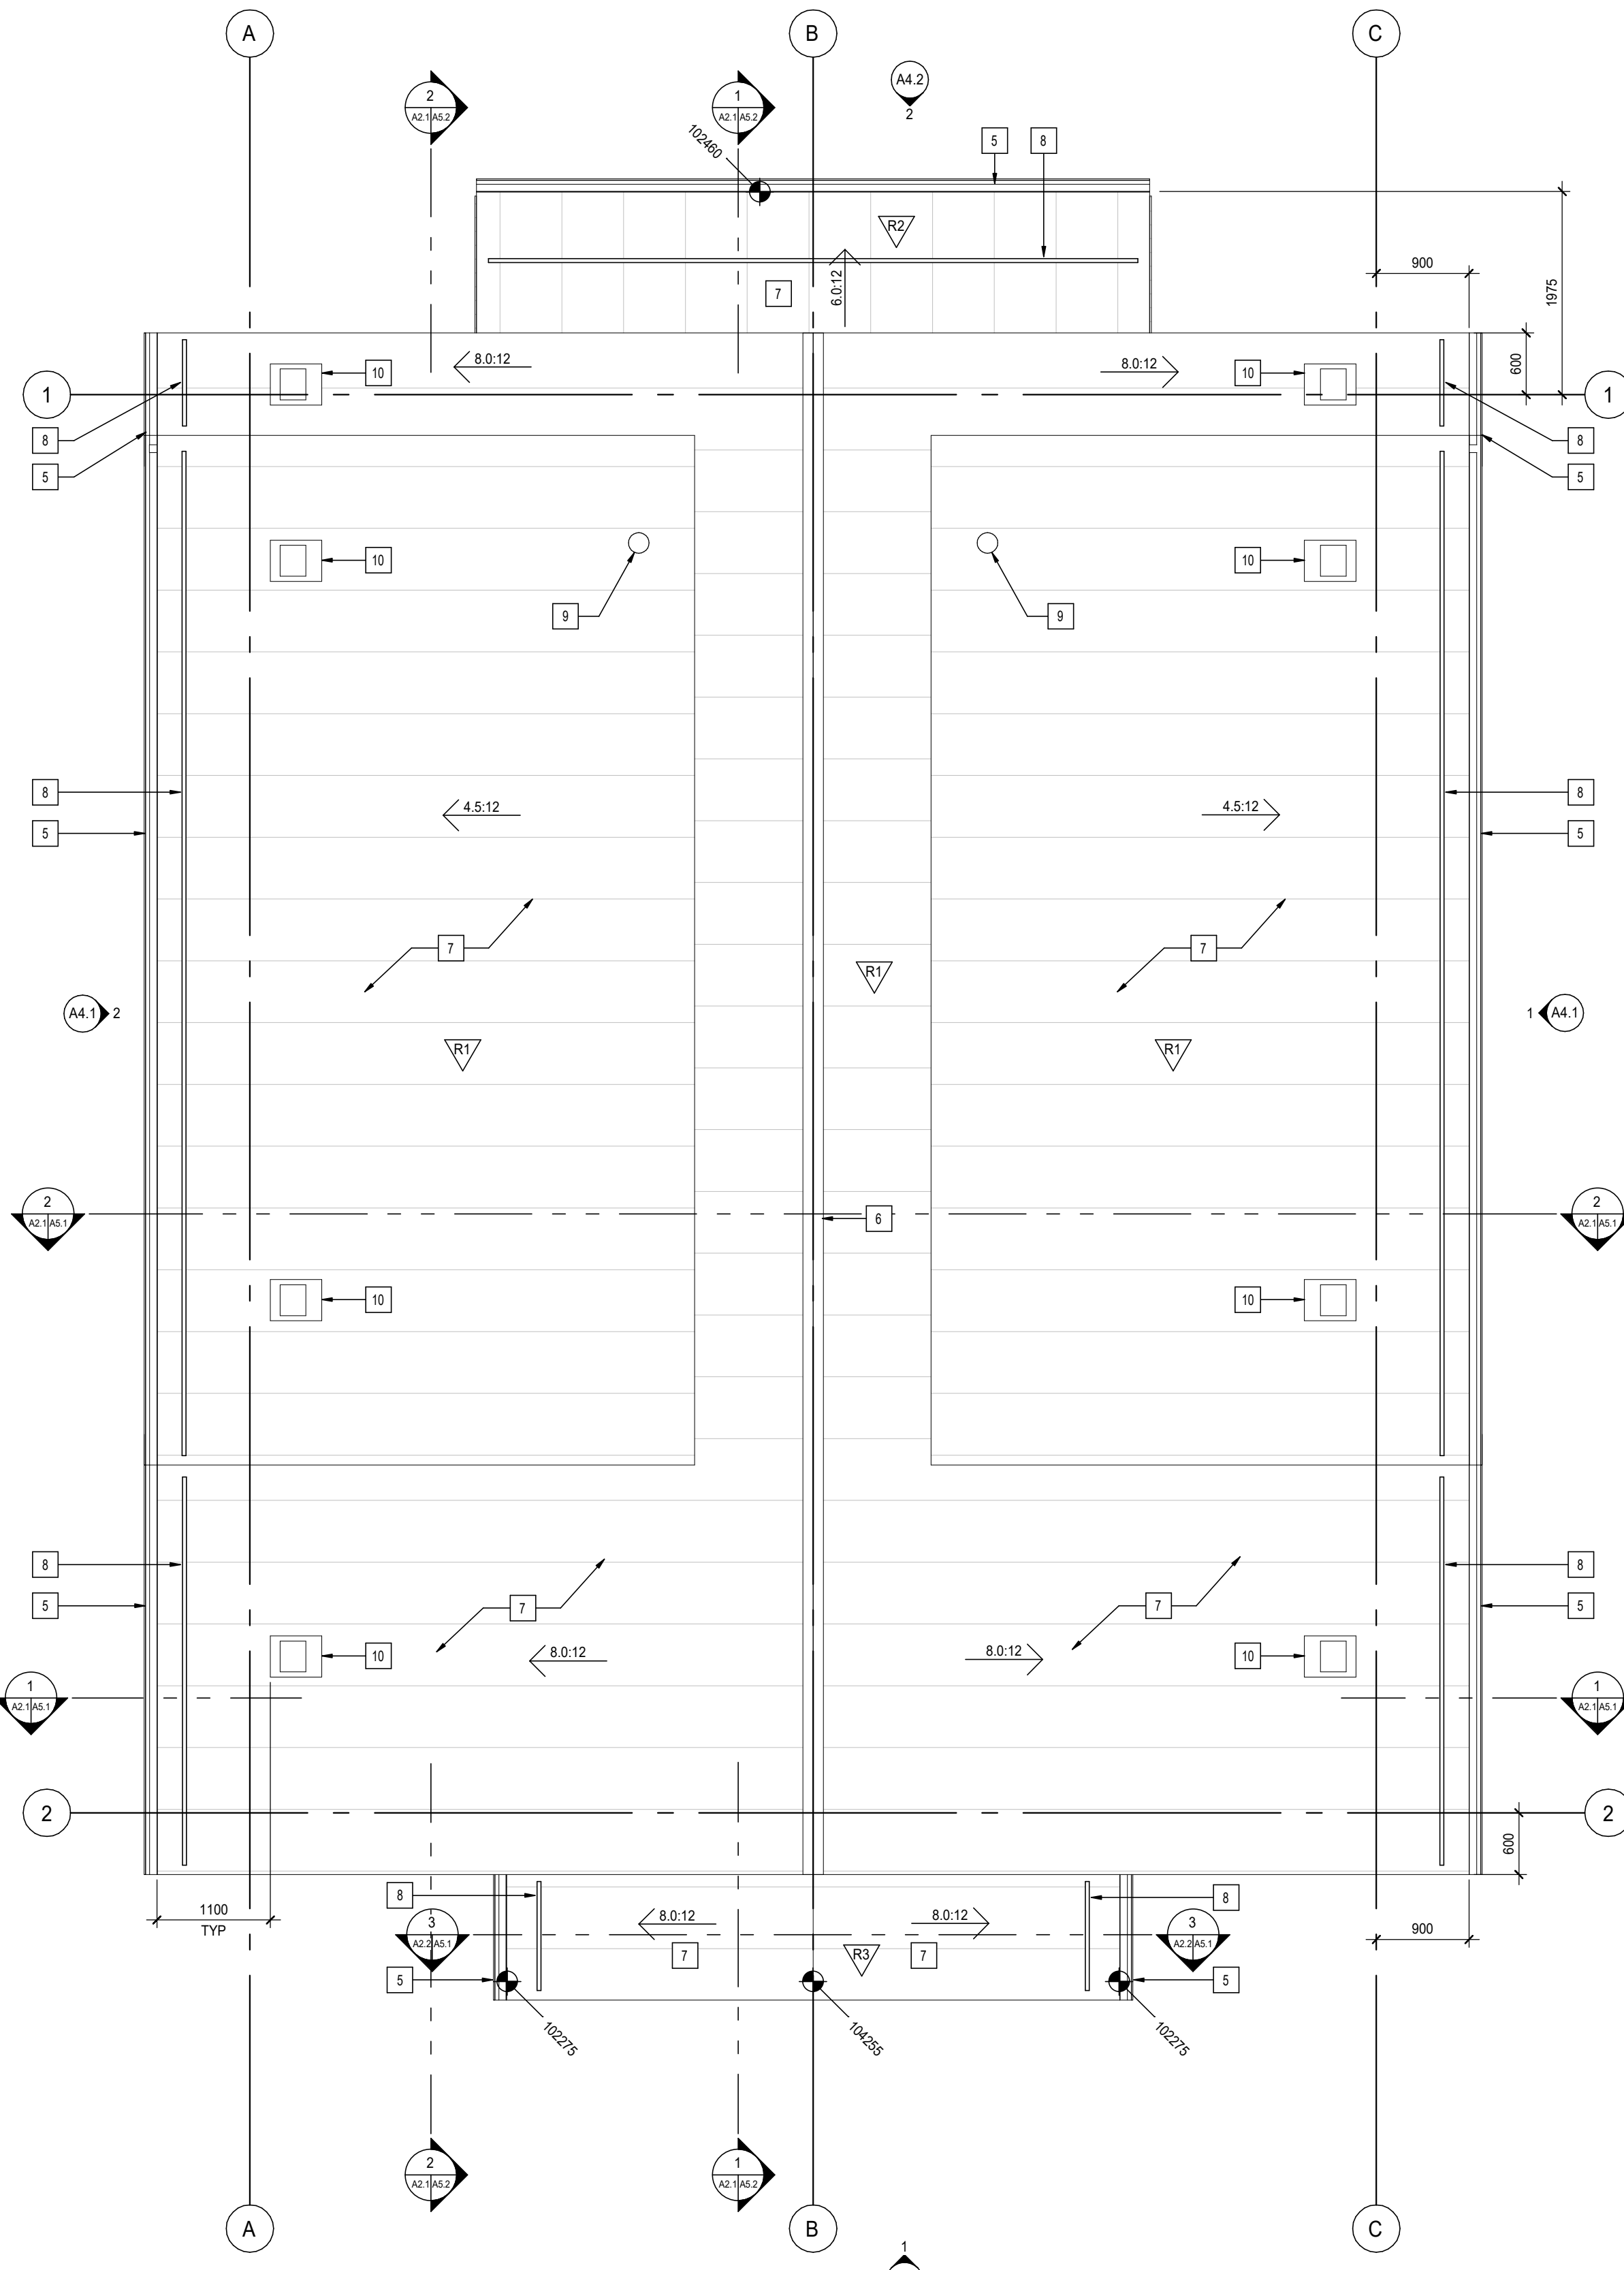 A
B
C
2
A2.1 A5.2
1
A2.1 A5.2
A4.2
2
102460
5
8
R2
7
6.0:12
900
1975
600
8.0:12
8.0:12
10
10
1
1
8
8
5
5
10
10
9
9
8
8
5
5
4.5:12
4.5:12
7
7
R1
A4.1 2
1 A4.1
R1
R1
2
A2.1 A5.1
6
2
A2.1 A5.1
10
10
8
8
5
5
7
7
8.0:12
8.0:12
10
10
1
A2.1 A5.1
1
A2.1 A5.1
2
2
600
1100
TYP
8
8
8.0:12
8.0:12
3
A2.2 A5.1
3
A2.2 A5.1
900
7
R3
7
5
5
102275
104255
102275
2
A2.1 A5.2
1
A2.1 A5.2
A
B
C
1